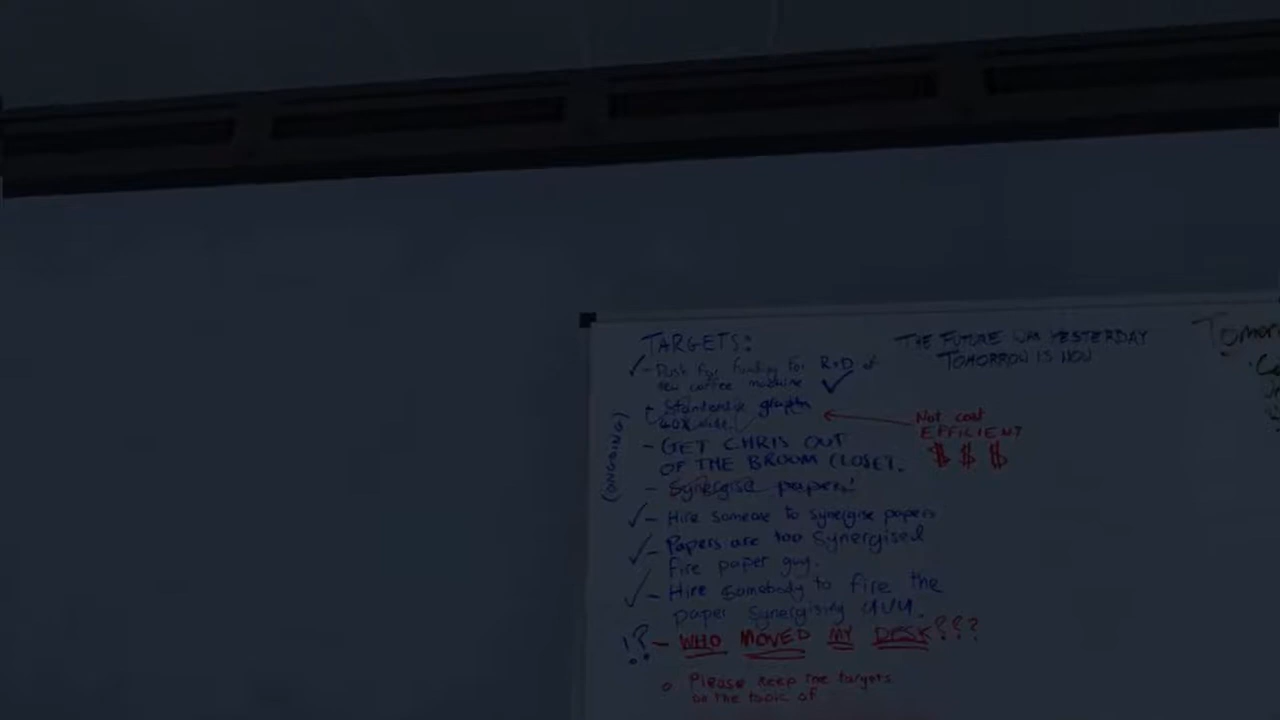 TARGETS:
- Push for funding for R+D of
new coffee machine
- Standardise graphs
(ONGOING)
- GET CHRIS OUT
OF THE BROOM CLOSET.
- Synergise papers!
- Hire someone to synergise papers
- Papers are too synergised
fire paper guy.
- Hire somebody to fire the
paper synergising guy.
!? - WHO MOVED MY DESK???
Please keep the targets
on the topic of
THE FUTURE WAS YESTERDAY
TOMORROW IS NOW
Not cost
EFFICIENT
$ $ $